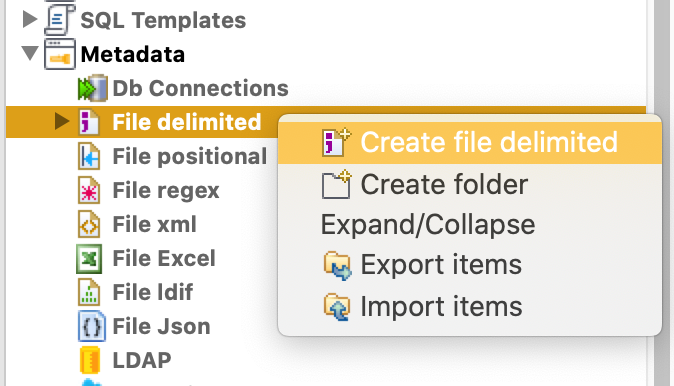 SQL Templates
Metadata
Db Connections
File delimited
Create file delimited
File positional
Create folder
File regex
Expand/Collapse
File xml
File Excel
Export items
File ldif
Import items
File Json
LDAP